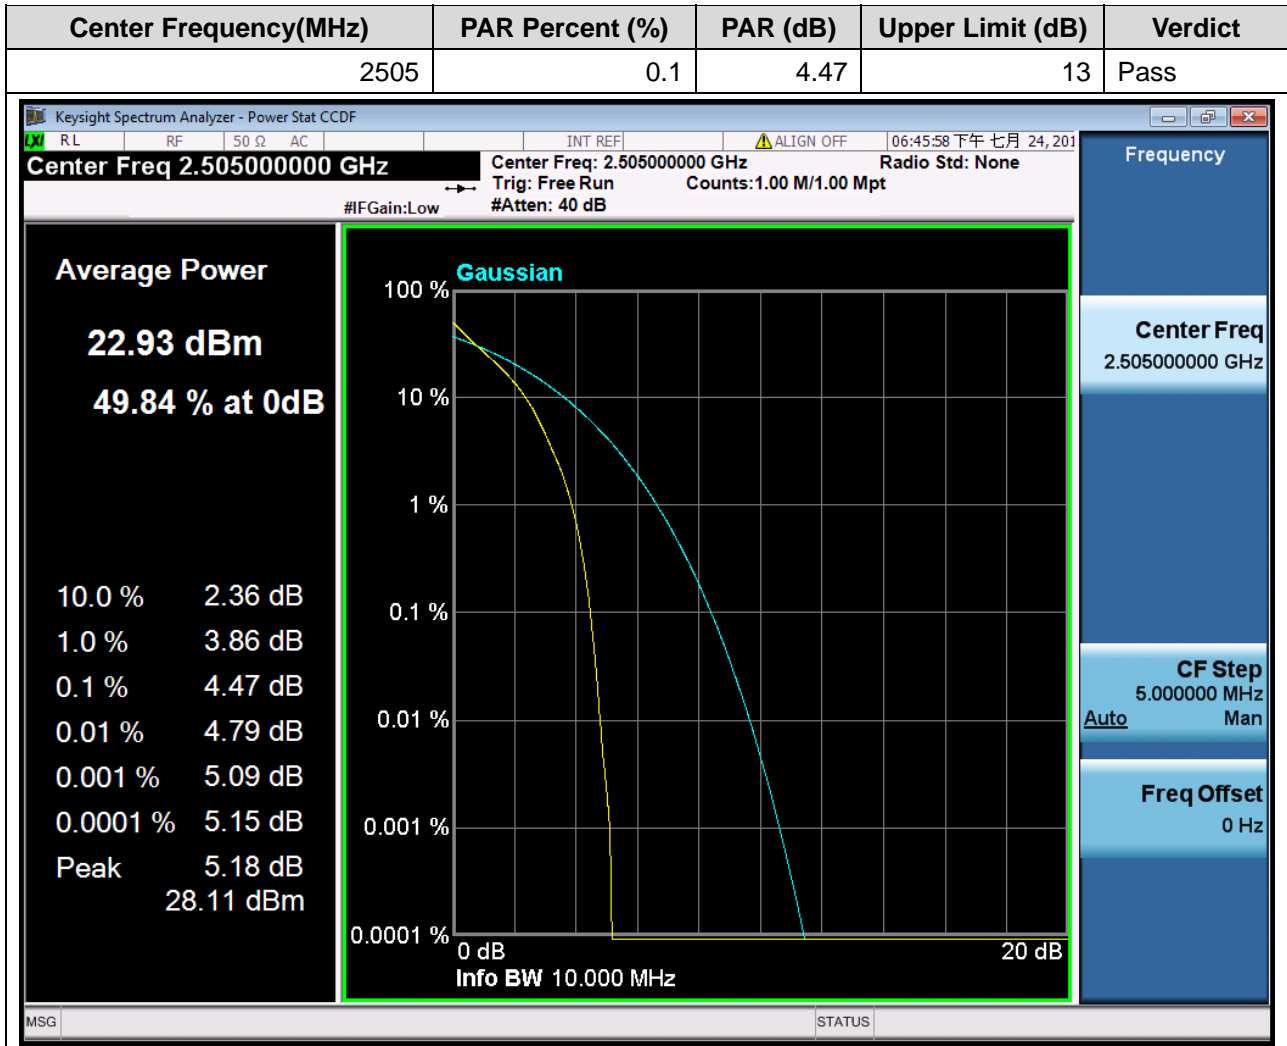 Center Frequency(MHz) PAR Percent (%) PAR (dB) Upper Limit (dB) Verdict
2505 0.1 4.47 13 Pass
Keysight Spectrum Analyzer - Power Stat CCDF
LXI RL RF 50 Ω AC INT REF ALIGN OFF 06:45:58 下午 七月 24, 201
Center Freq 2.505000000 GHz
Center Freq: 2.505000000 GHz Radio Std: None
Trig: Free Run Counts:1.00 M/1.00 Mpt
#IFGain:Low #Atten: 40 dB
Frequency
Average Power
22.93 dBm
49.84 % at 0dB
10.0 % 2.36 dB
1.0 % 3.86 dB
0.1 % 4.47 dB
0.01 % 4.79 dB
0.001 % 5.09 dB
0.0001 % 5.15 dB
Peak 5.18 dB
28.11 dBm
Gaussian
100 %
10 %
1 %
0.1 %
0.01 %
0.001 %
0.0001 %
0 dB 20 dB
Info BW 10.000 MHz
Center Freq
2.505000000 GHz
CF Step
5.000000 MHz
Auto Man
Freq Offset
0 Hz
MSG STATUS